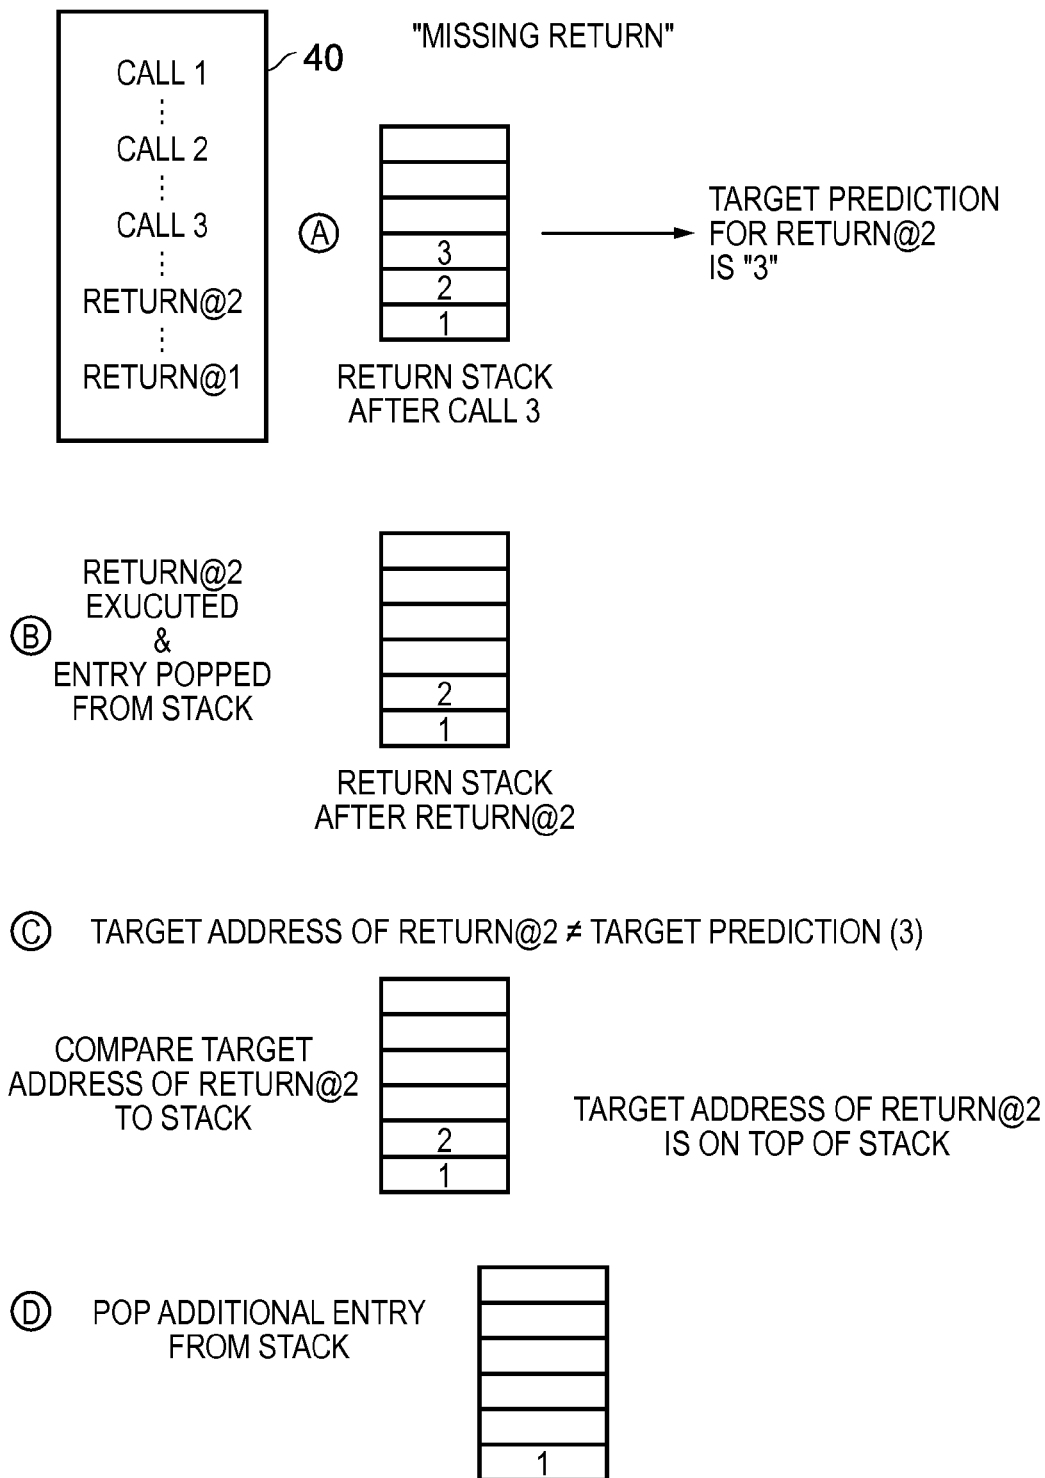 "MISSING RETURN"
40
CALL 1
CALL 2
CALL 3
RETURN@2
RETURN@1
A
3
2
1
RETURN STACK
AFTER CALL 3
TARGET PREDICTION
FOR RETURN@2
IS "3"
B
RETURN@2
EXUCUTED
&
ENTRY POPPED
FROM STACK
2
1
RETURN STACK
AFTER RETURN@2
C
TARGET ADDRESS OF RETURN@2 ≠ TARGET PREDICTION (3)
COMPARE TARGET
ADDRESS OF RETURN@2
TO STACK
2
1
TARGET ADDRESS OF RETURN@2
IS ON TOP OF STACK
D
POP ADDITIONAL ENTRY
FROM STACK
1